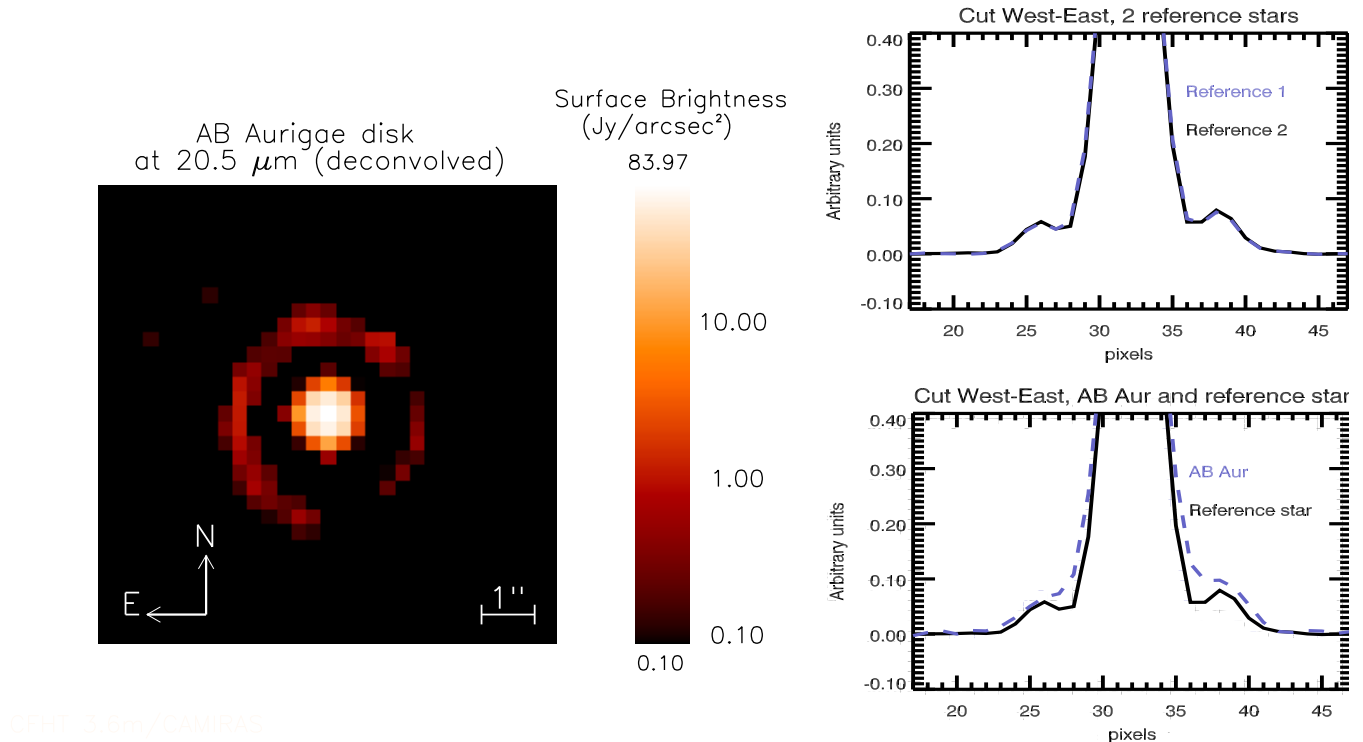 AB Aurigae disk
at 20.5 μm (deconvolved)
Surface Brightness
(Jy/arcsec²)
83.97
10.00
1.00
0.10
0.10
N
E
1"
CFHT 3.6m/CAMIRAS
Cut West-East, 2 reference stars
0.40
0.30
0.20
0.10
0.00
-0.10
Arbitrary units
Reference 1
Reference 2
20 25 30 35 40 45
pixels
Cut West-East, AB Aur and reference star
0.40
0.30
0.20
0.10
0.00
-0.10
Arbitrary units
AB Aur
Reference star
20 25 30 35 40 45
pixels